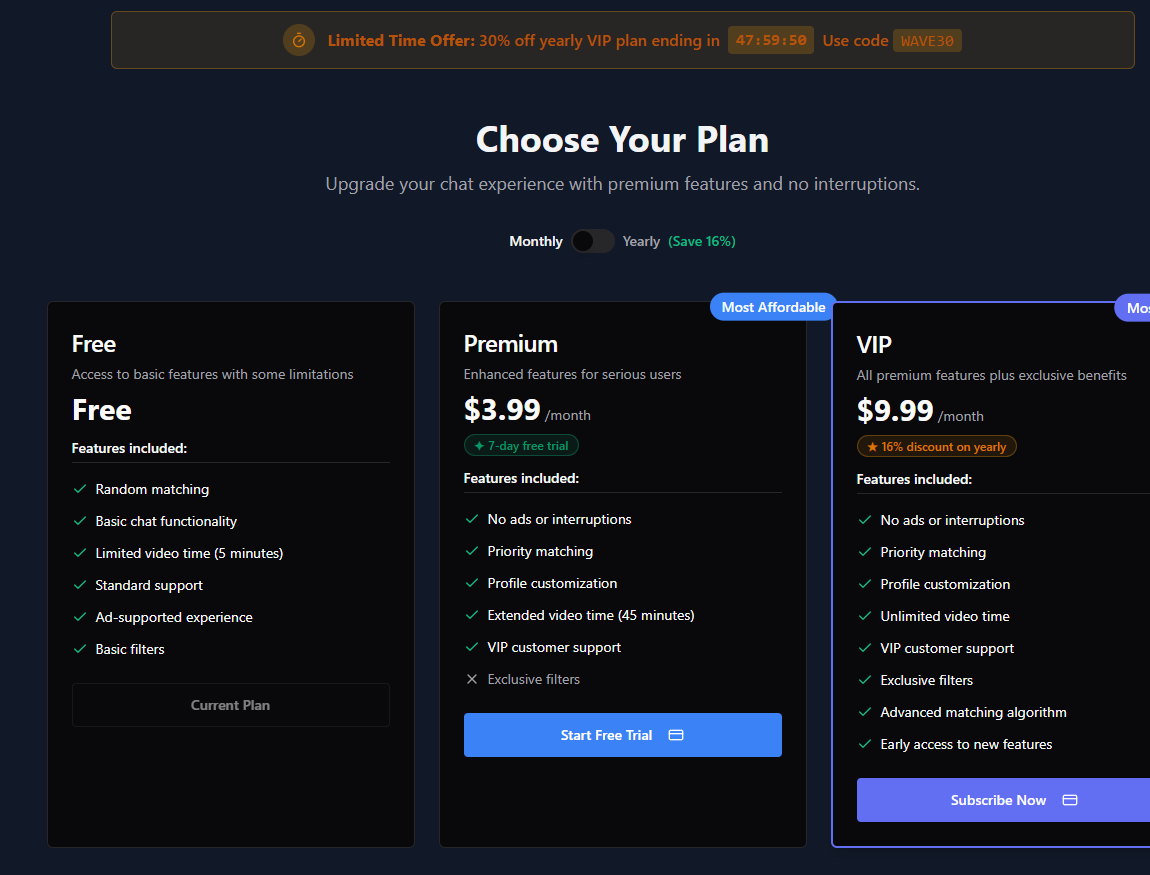 Limited Time Offer: 30% off yearly VIP plan ending in 47:59:50 Use code WAVE30
Choose Your Plan
Upgrade your chat experience with premium features and no interruptions.
Monthly Yearly (Save 16%)
Free
Access to basic features with some limitations
Free
Features included:
Random matching
Basic chat functionality
Limited video time (5 minutes)
Standard support
Ad-supported experience
Basic filters
Current Plan
Most Affordable
Premium
Enhanced features for serious users
$3.99 /month
7-day free trial
Features included:
No ads or interruptions
Priority matching
Profile customization
Extended video time (45 minutes)
VIP customer support
Exclusive filters
Start Free Trial
Mos
VIP
All premium features plus exclusive benefits
$9.99 /month
16% discount on yearly
Features included:
No ads or interruptions
Priority matching
Profile customization
Unlimited video time
VIP customer support
Exclusive filters
Advanced matching algorithm
Early access to new features
Subscribe Now